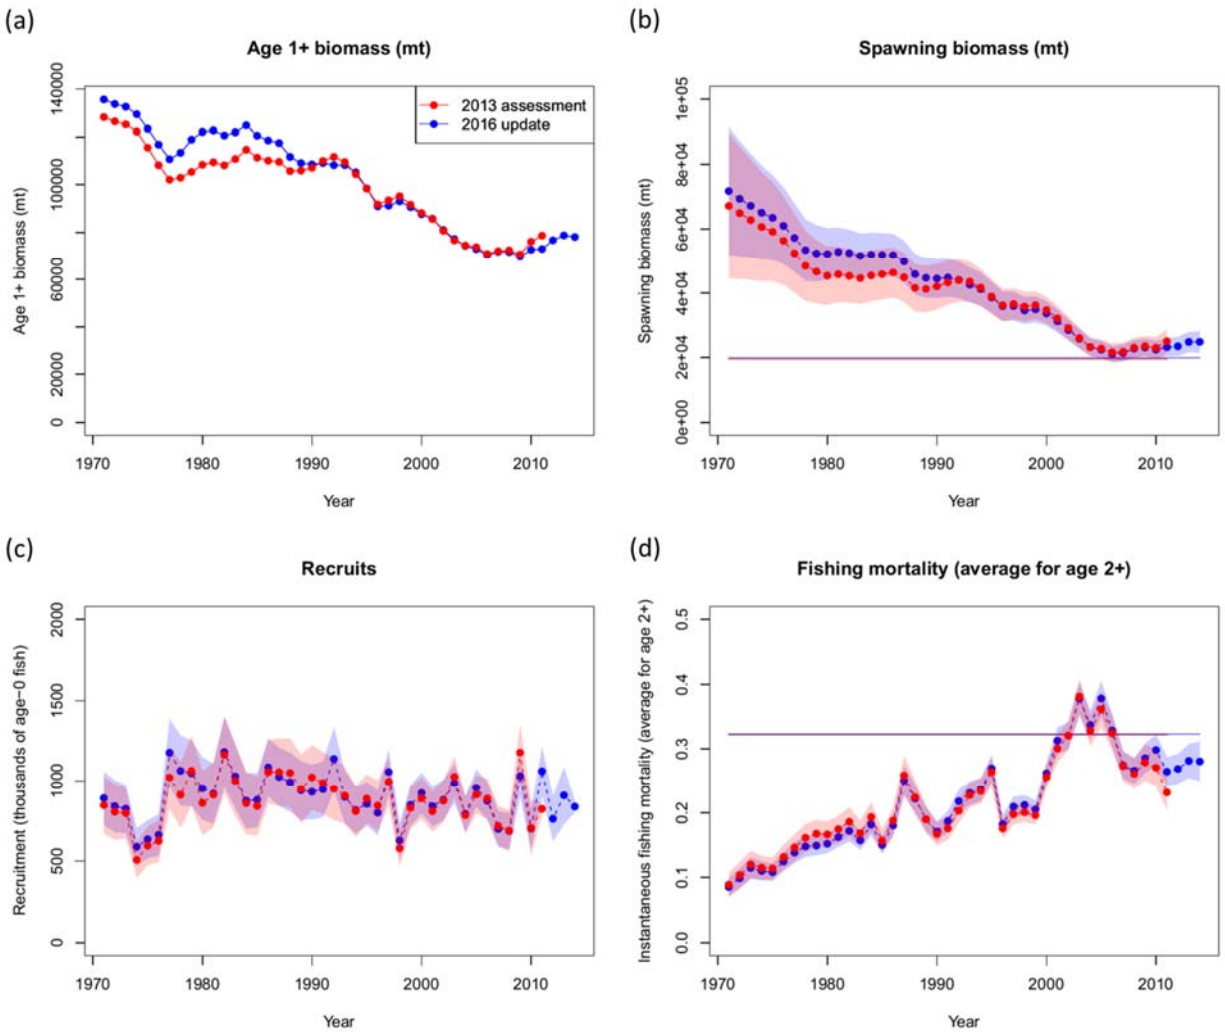 (a)
Age 1+ biomass (mt)
Age 1+ biomass (mt)
0
20000
60000
100000
140000
2013 assessment
2016 update
1970
1980
1990
2000
2010
Year
(b)
Spawning biomass (mt)
Spawning biomass (mt)
0e+00
2e+04
4e+04
6e+04
8e+04
1e+05
1970
1980
1990
2000
2010
Year
(c)
Recruits
Recruitment (thousands of age−0 fish)
0
500
1000
1500
2000
1970
1980
1990
2000
2010
Year
(d)
Fishing mortality (average for age 2+)
Instantaneous fishing mortality (average for age 2+)
0.0
0.1
0.2
0.3
0.4
0.5
1970
1980
1990
2000
2010
Year